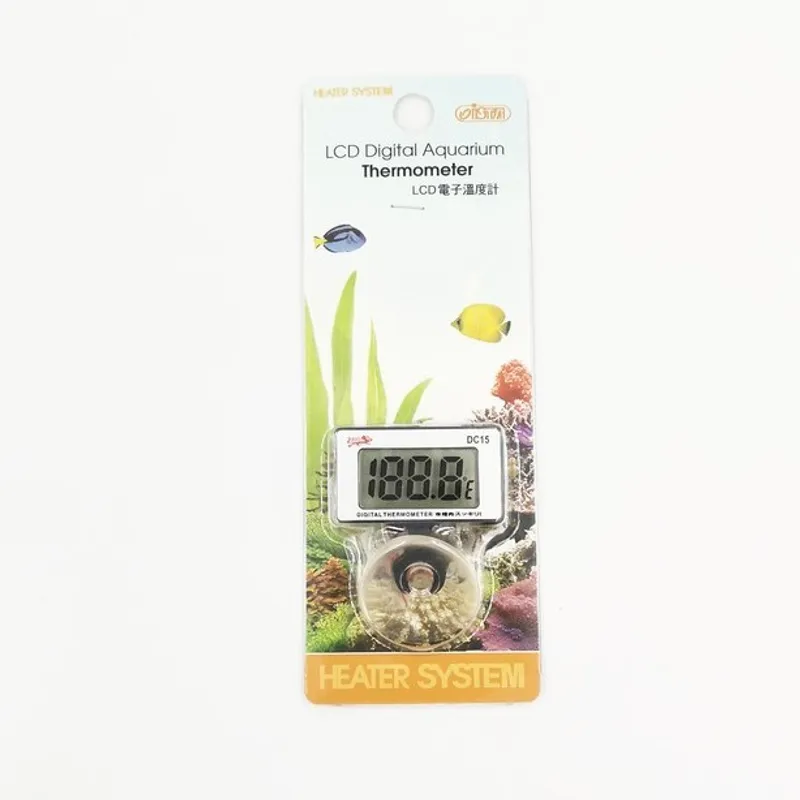 HEATER SYSTEM
ista
LCD Digital Aquarium
Thermometer
LCD電子溫度計
DC15
188.8°E
DIGITAL THERMOMETER
HEATER SYSTEM